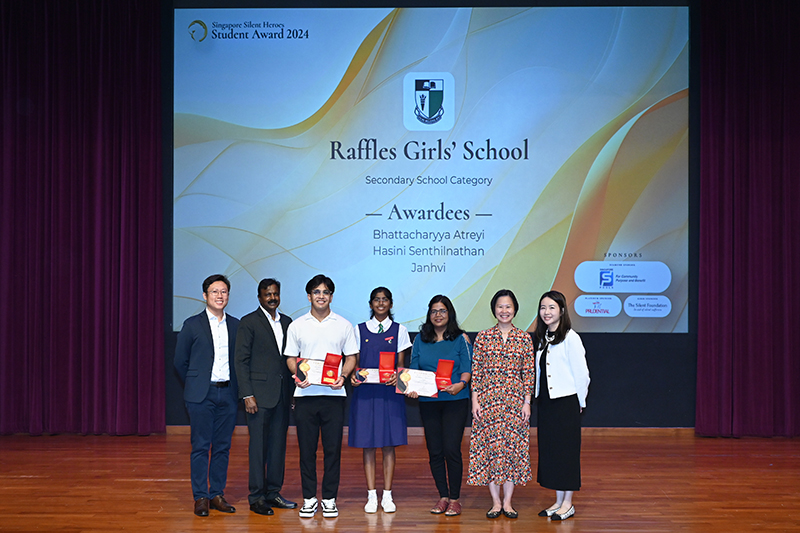 Singapore Silent Heroes
Student Award 2024
Raffles Girls' School
Secondary School Category
— Awardees —
Bhattacharyya Atreyi
Hasini Senthilnathan
Janhvi
SPONSORS
PRUDENTIAL
The Silent Foundation